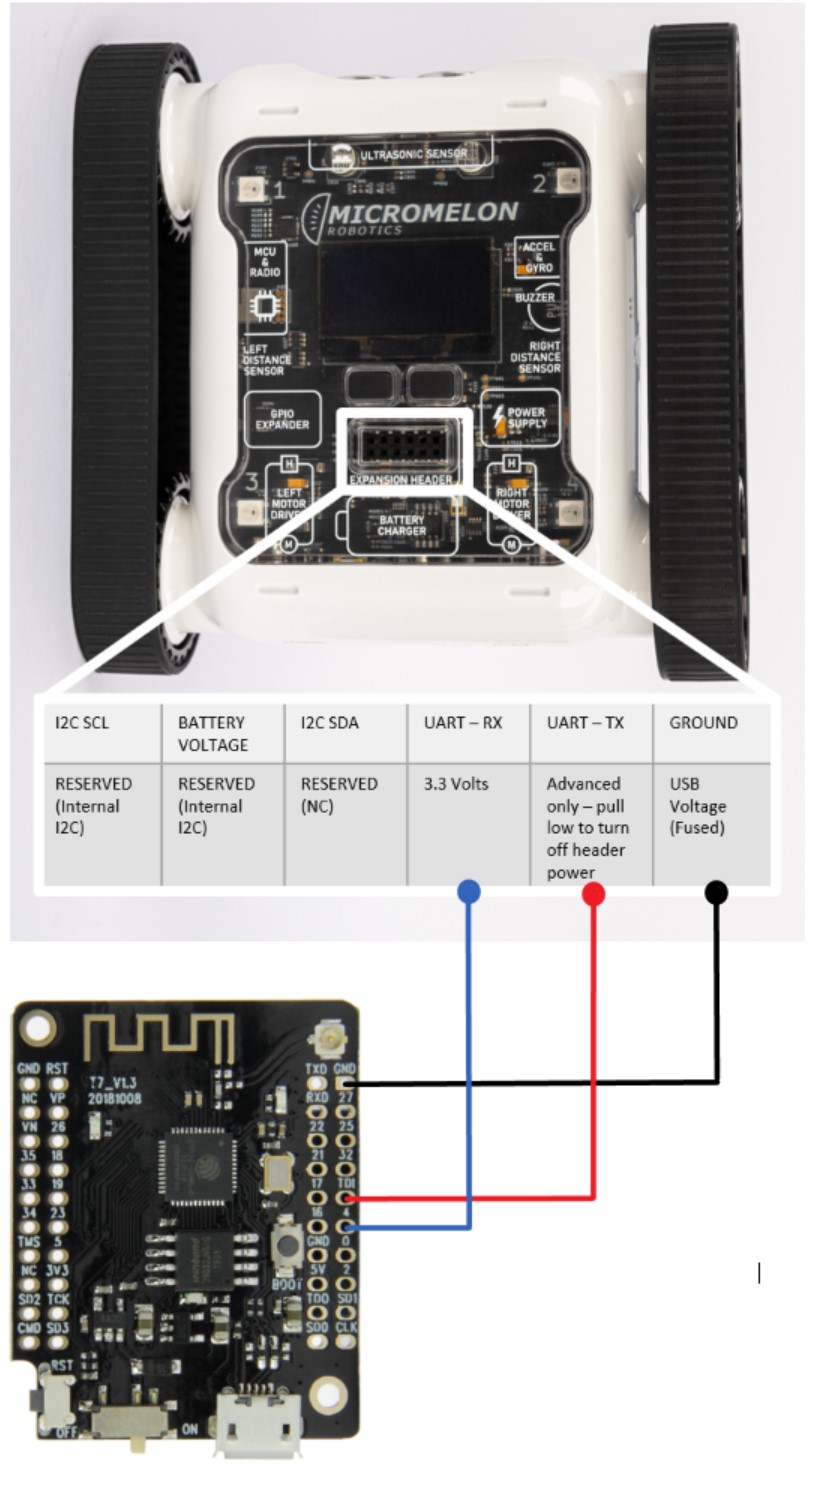 ULTRASONIC SENSOR
1
2
MICROMELON
ROBOTICS
MCU
&
RADIO
ACCEL
&
GYRO
BUZZER
LEFT
DISTANCE
SENSOR
RIGHT
DISTANCE
SENSOR
GPIO
EXPANDER
POWER
SUPPLY
EXPANSION HEADER
3
H
LEFT
MOTOR
DRIVER
M
BATTERY
CHARGER
H
RIGHT
MOTOR
DRIVER
M
4
I2C SCL
BATTERY
VOLTAGE
I2C SDA
UART – RX
UART – TX
GROUND
RESERVED
(Internal
I2C)
RESERVED
(Internal
I2C)
RESERVED
(NC)
3.3 Volts
Advanced
only – pull
low to turn
off header
power
USB
Voltage
(Fused)
GND RST
NC VP
VN 26
35 18
33 19
34 23
TMS 5
NC 3V3
SD2 TCK
CMD SD3
T7_V1.3
20181008
TXD GND
RXD 27
22 25
21 32
17 TDI
16 4
GND 0
5V 2
TDO SD1
SD0 CLK
BOOT
RST
OFF
ON